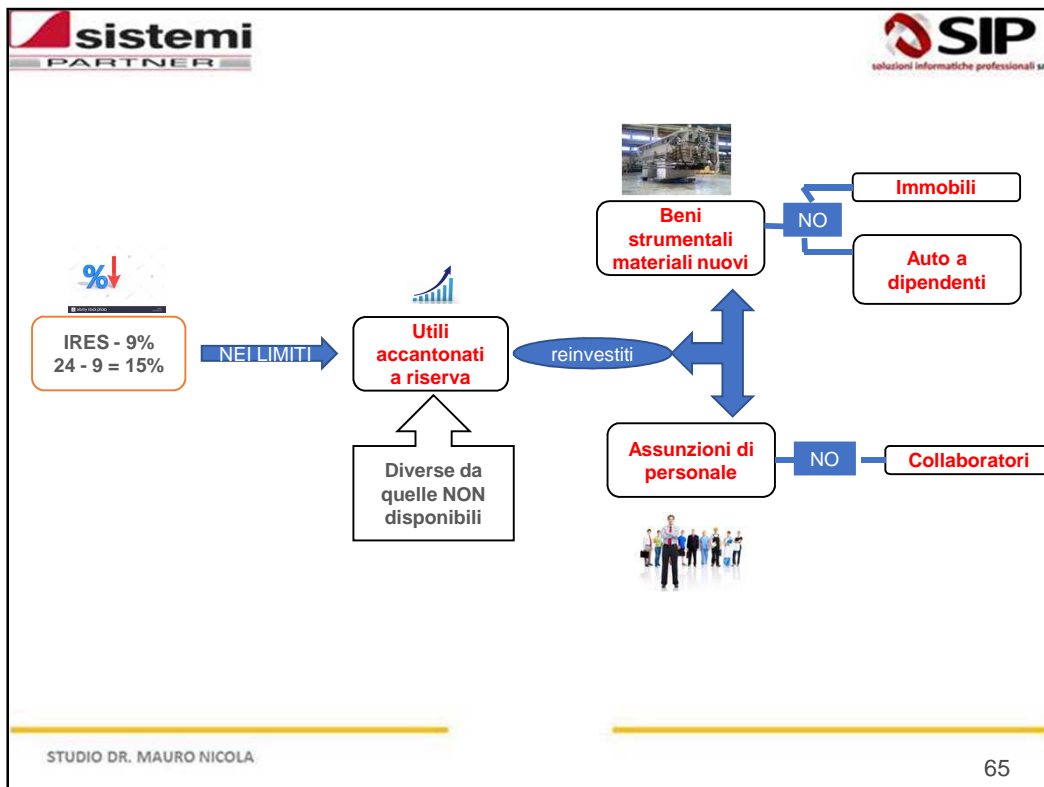 sistemi
PARTNER
SIP
soluzioni informatiche professionali
Immobili
Beni
strumentali
materiali nuovi
NO
Auto a
dipendenti
%
IRES - 9%
24 - 9 = 15%
NEI LIMITI
Utili
accantonati
a riserva
reinvestiti
Diverse da
quelle NON
disponibili
Assunzioni di
personale
NO
Collaboratori
STUDIO DR. MAURO NICOLA
65